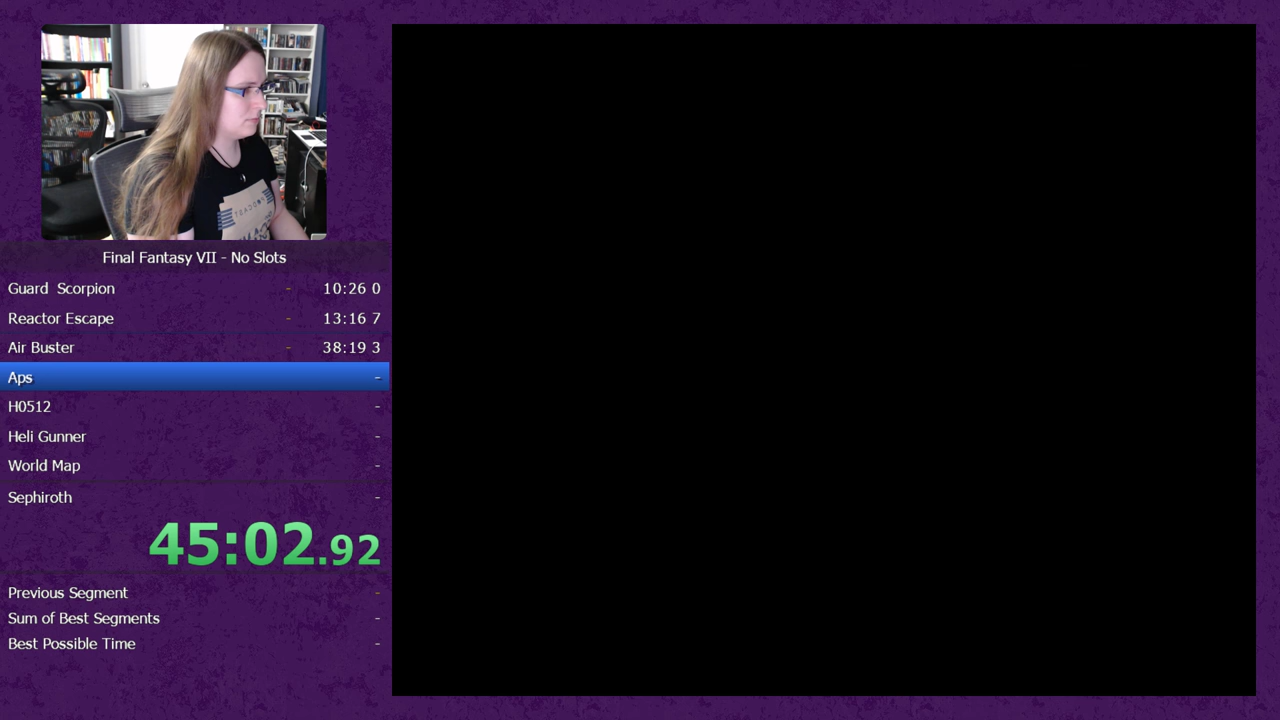 Final Fantasy VII - No Slots
Guard Scorpion - 10:26 0
Reactor Escape - 13:16 7
Air Buster - 38:19 3
Aps -
H0512 -
Heli Gunner -
World Map -
Sephiroth -
45:02.92
Previous Segment -
Sum of Best Segments -
Best Possible Time -